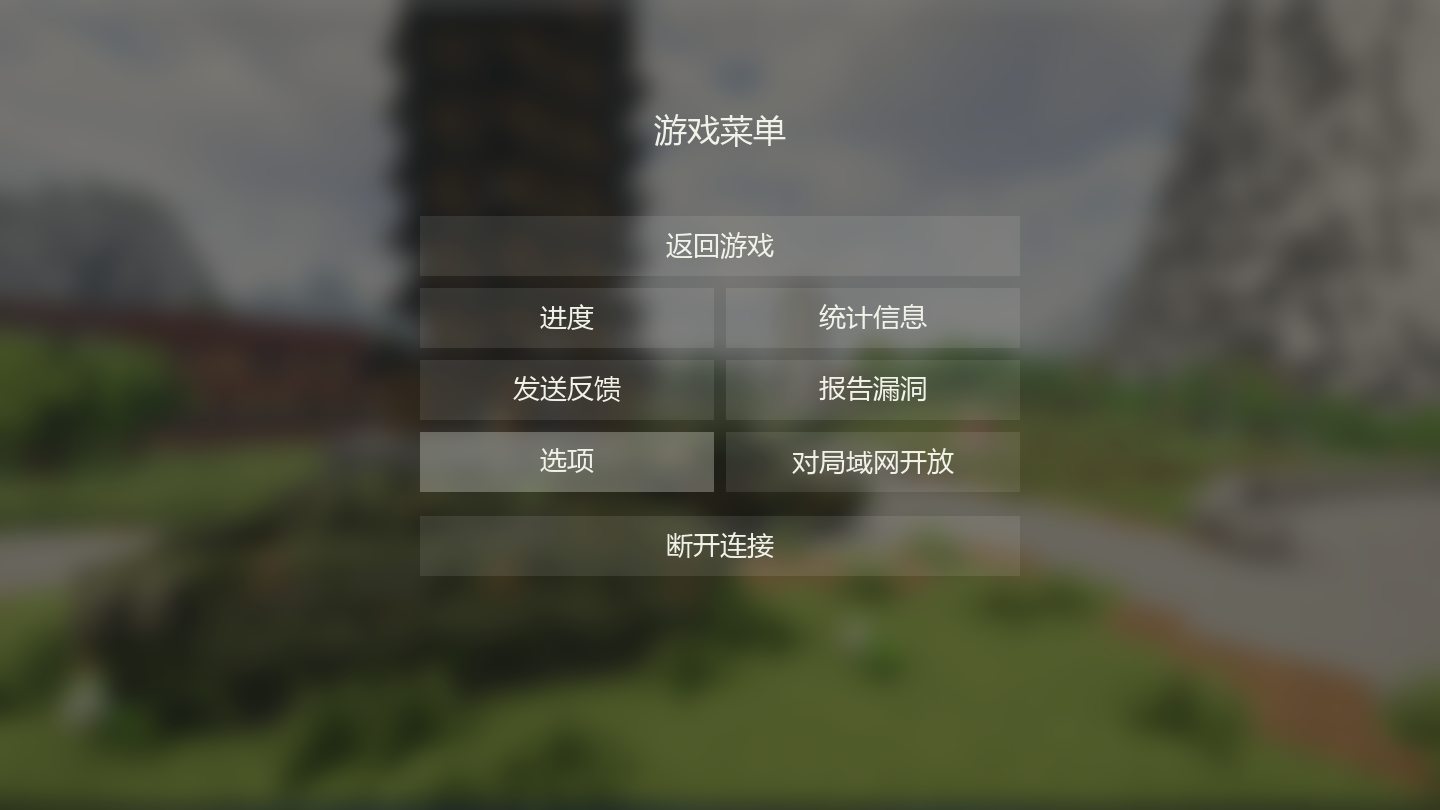 游戏菜单
返回游戏
进度
统计信息
发送反馈
报告漏洞
选项
对局域网开放
断开连接